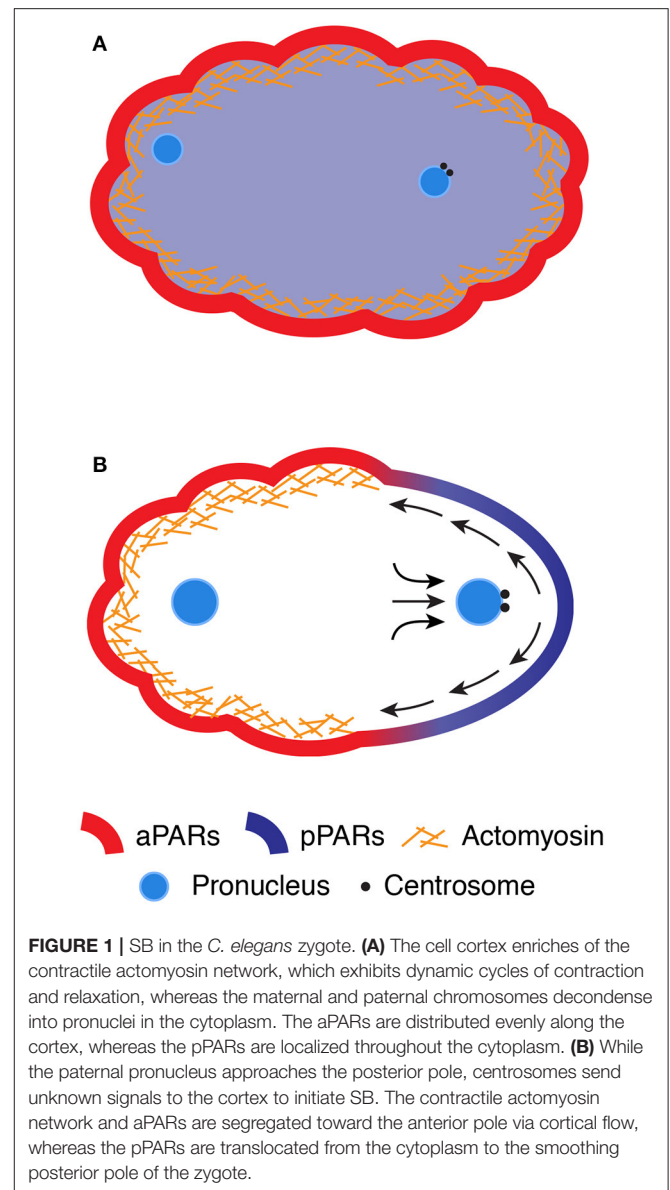 A
B
aPARs pPARs Actomyosin
Pronucleus Centrosome
FIGURE 1 | SB in the C. elegans zygote. (A) The cell cortex enriches of the
contractile actomyosin network, which exhibits dynamic cycles of contraction
and relaxation, whereas the maternal and paternal chromosomes decondense
into pronuclei in the cytoplasm. The aPARs are distributed evenly along the
cortex, whereas the pPARs are localized throughout the cytoplasm. (B) While
the paternal pronucleus approaches the posterior pole, centrosomes send
unknown signals to the cortex to initiate SB. The contractile actomyosin
network and aPARs are segregated toward the anterior pole via cortical flow,
whereas the pPARs are translocated from the cytoplasm to the smoothing
posterior pole of the zygote.